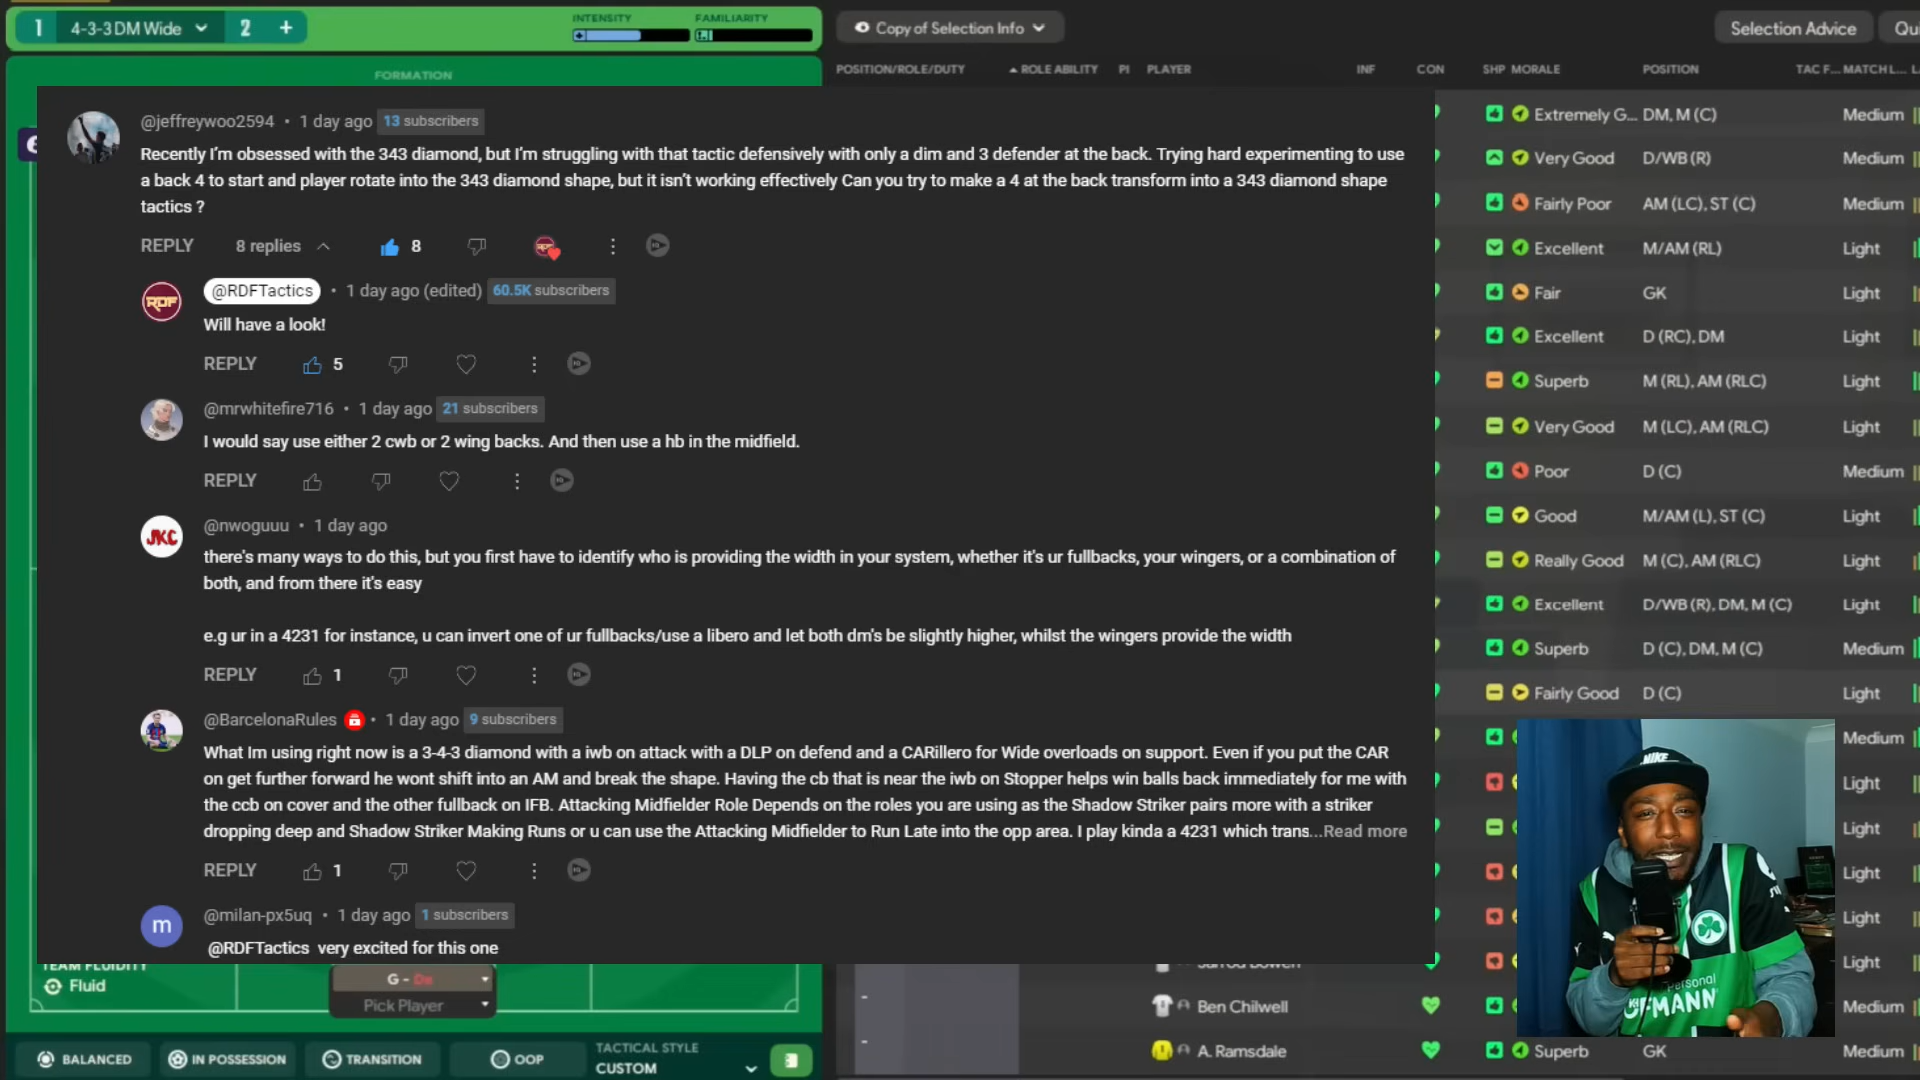 1 4-3-3 DM Wide 2 +
INTENSITY FAMILIARITY
Copy of Selection Info
Selection Advice
FORMATION
POSITION/ROLE/DUTY ROLE ABILITY PI PLAYER INF CON SHP MORALE POSITION TAC F... MATCH L...
@jeffreywoo2594 • 1 day ago 13 subscribers
Recently I'm obsessed with the 343 diamond, but I'm struggling with that tactic defensively with only a dim and 3 defender at the back. Trying hard experimenting to use
a back 4 to start and player rotate into the 343 diamond shape, but it isn't working effectively Can you try to make a 4 at the back transform into a 343 diamond shape
tactics ?
REPLY 8 replies 8
@RDFTactics • 1 day ago (edited) 60.5K subscribers
RDF
Will have a look!
REPLY 5
@mrwhitefire716 • 1 day ago 21 subscribers
I would say use either 2 cwb or 2 wing backs. And then use a hb in the midfield.
REPLY
@nwoguuu • 1 day ago
JKC
there's many ways to do this, but you first have to identify who is providing the width in your system, whether it's ur fullbacks, your wingers, or a combination of
both, and from there it's easy
e.g ur in a 4231 for instance, u can invert one of ur fullbacks/use a libero and let both dm's be slightly higher, whilst the wingers provide the width
REPLY 1
@BarcelonaRules • 1 day ago 9 subscribers
What Im using right now is a 3-4-3 diamond with a iwb on attack with a DLP on defend and a CARillero for Wide overloads on support. Even if you put the CAR
on get further forward he wont shift into an AM and break the shape. Having the cb that is near the iwb on Stopper helps win balls back immediately for me with
the ccb on cover and the other fullback on IFB. Attacking Midfielder Role Depends on the roles you are using as the Shadow Striker pairs more with a striker
dropping deep and Shadow Striker Making Runs or u can use the Attacking Midfielder to Run Late into the opp area. I play kinda a 4231 which trans...Read more
REPLY 1
@milan-px5uq • 1 day ago 1 subscribers
m
@RDFTactics very excited for this one
Extremely G... DM, M (C) Medium
Very Good D/WB (R) Medium
Fairly Poor AM (LC), ST (C) Medium
Excellent M/AM (RL) Light
Fair GK Light
Excellent D (RC), DM Light
Superb M (RL), AM (RLC) Light
Very Good M (LC), AM (RLC) Light
Poor D (C) Medium
Good M/AM (L), ST (C) Light
Really Good M (C), AM (RLC) Light
Excellent D/WB (R), DM, M (C) Light
Superb D (C), DM, M (C) Medium
Fairly Good D (C) Light
Medium
Light
Light
Light
Light
Light
Ben Chilwell Medium
A. Ramsdale Superb GK Medium
NIKE
personal
TEAM FLUIDITY
Fluid
G - De
Pick Player
BALANCED IN POSSESSION TRANSITION OOP
TACTICAL STYLE
CUSTOM